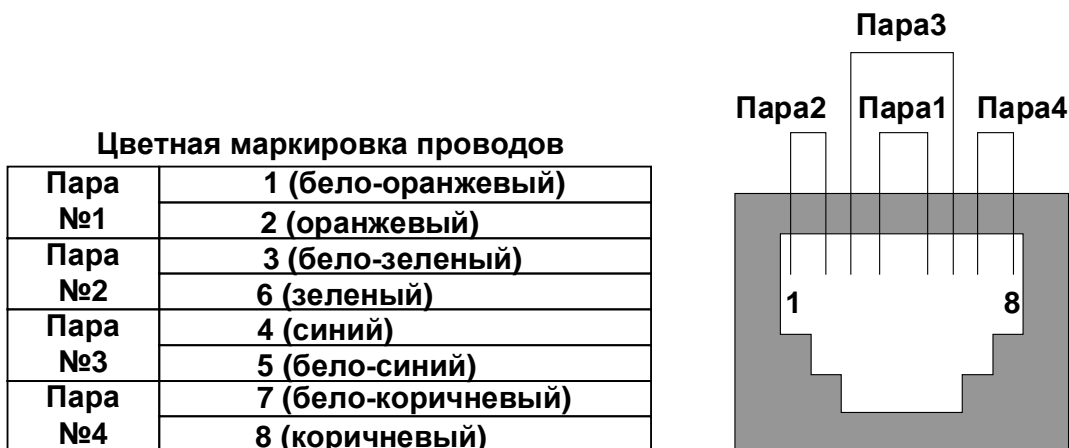 Цветная маркировка проводов
Пара №1
1 (бело-оранжевый)
2 (оранжевый)
Пара №2
3 (бело-зеленый)
6 (зеленый)
Пара №3
4 (синий)
5 (бело-синий)
Пара №4
7 (бело-коричневый)
8 (коричневый)
Пара3
Пара2 Пара1 Пара4
1 8